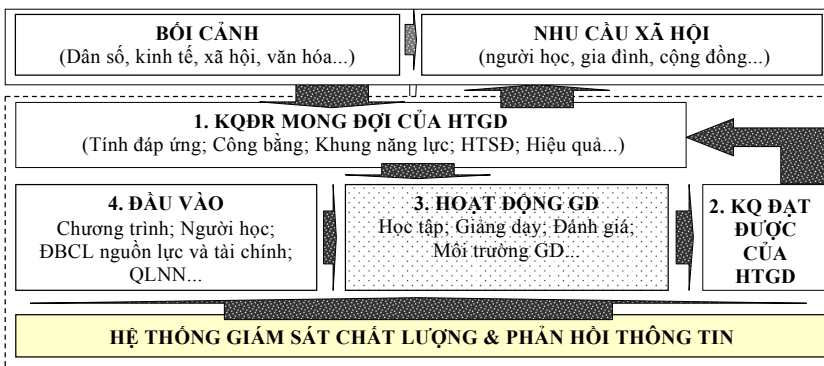 BỐI CẢNH
(Dân số, kinh tế, xã hội, văn hóa...)
NHU CẦU XÃ HỘI
(người học, gia đình, cộng đồng...)
1. KQĐR MONG ĐỢI CỦA HTGD
(Tính đáp ứng; Công bằng; Khung năng lực; HTSĐ; Hiệu quả...)
4. ĐẦU VÀO
Chương trình; Người học;
ĐBCL nguồn lực và tài chính;
QLNN...
3. HOẠT ĐỘNG GD
Học tập; Giảng dạy; Đánh giá;
Môi trường GD...
2. KQ ĐẠT
ĐƯỢC
CỦA
HTGD
HỆ THỐNG GIÁM SÁT CHẤT LƯỢNG & PHẢN HỒI THÔNG TIN